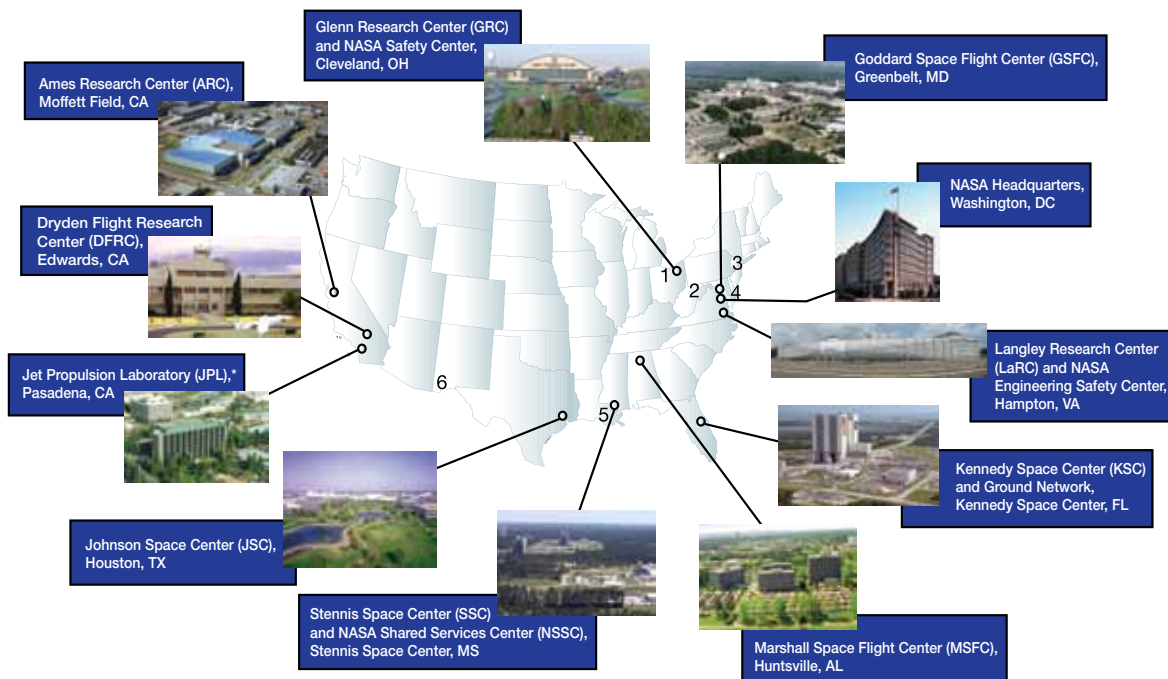 Glenn Research Center (GRC)
and NASA Safety Center,
Cleveland, OH
Goddard Space Flight Center (GSFC),
Greenbelt, MD
Ames Research Center (ARC),
Moffett Field, CA
NASA Headquarters,
Washington, DC
Dryden Flight Research
Center (DFRC),
Edwards, CA
1
2
3
4
Langley Research Center
(LaRC) and NASA
Engineering Safety Center,
Hampton, VA
Jet Propulsion Laboratory (JPL),*
Pasadena, CA
6
5
Kennedy Space Center (KSC)
and Ground Network,
Kennedy Space Center, FL
Johnson Space Center (JSC),
Houston, TX
Stennis Space Center (SSC)
and NASA Shared Services Center (NSSC),
Stennis Space Center, MS
Marshall Space Flight Center (MSFC),
Huntsville, AL